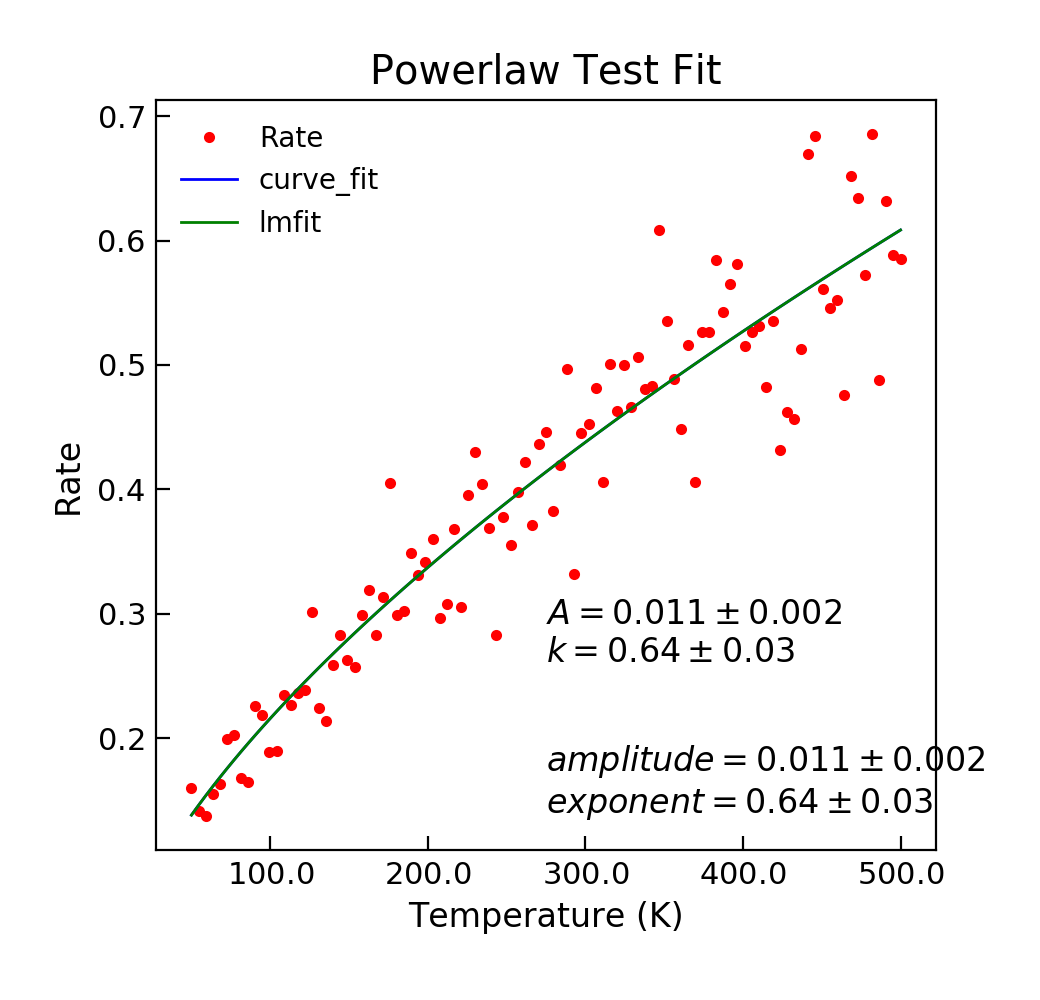 Powerlaw Test Fit
0.7
0.6
0.5
0.4
0.3
0.2
Rate
Rate
curve_fit
lmfit
A = 0.011 ± 0.002
k = 0.64 ± 0.03
amplitude = 0.011 ± 0.002
exponent = 0.64 ± 0.03
100.0 200.0 300.0 400.0 500.0
Temperature (K)